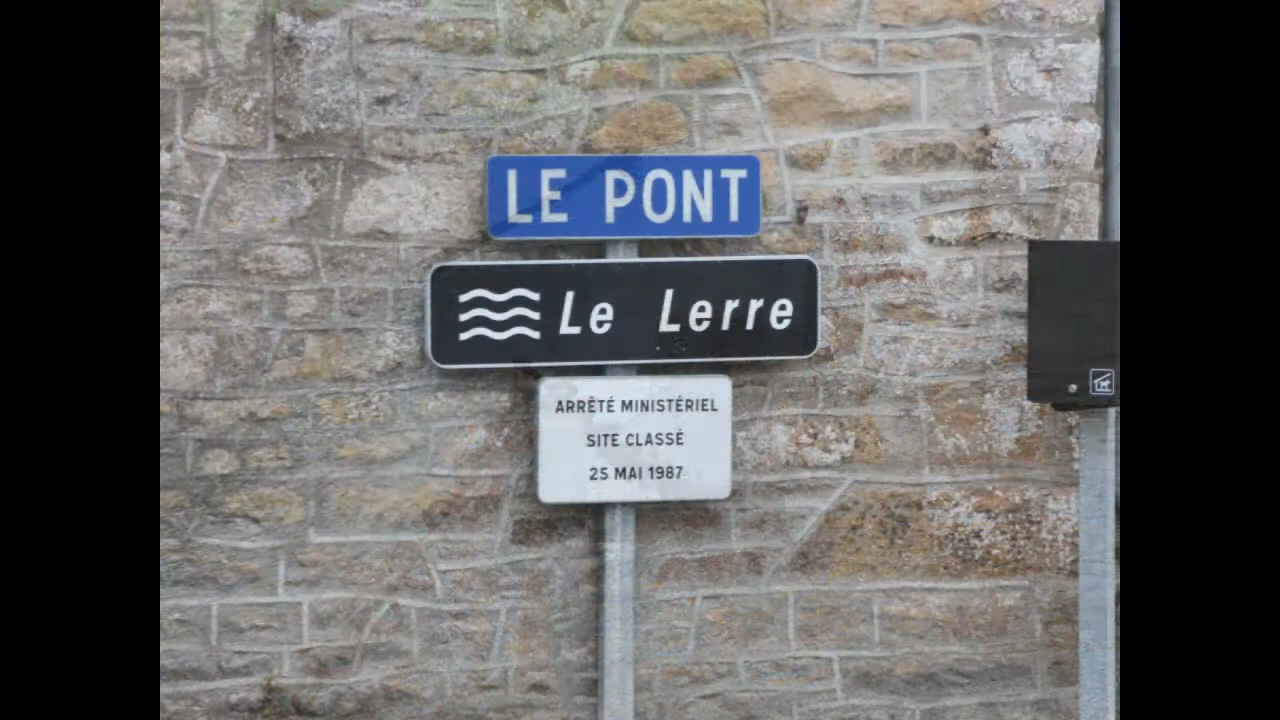 LE PONT
Le Lerre
ARRÊTÉ MINISTÉRIEL
SITE CLASSÉ
25 MAI 1987